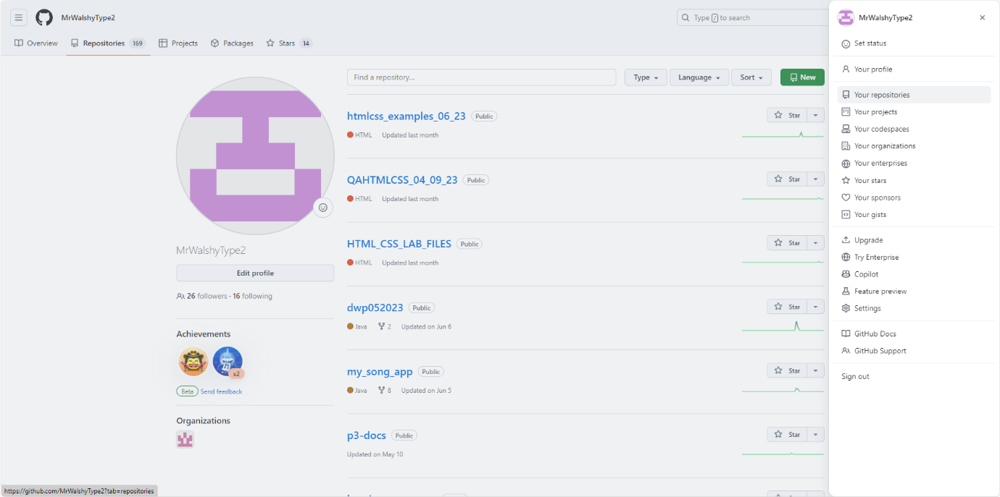 MrWalshyType2
Type / to search
Overview
Repositories 169
Projects
Packages
Stars 14
MrWalshyType2
Edit profile
26 followers · 16 following
Achievements
x2
Beta Send feedback
Organizations
Find a repository...
Type
Language
Sort
New
htmlcss_examples_06_23 Public
Star
HTML Updated last month
QAHTMLCSS_04_09_23 Public
Star
HTML Updated last month
HTML_CSS_LAB_FILES Public
Star
HTML Updated last month
dwp052023 Public
Star
Java 2 Updated on Jun 6
my_song_app Public
Star
Java 8 Updated on Jun 5
p3-docs Public
Star
Updated on May 10
MrWalshyType2
Set status
Your profile
Your repositories
Your projects
Your codespaces
Your organizations
Your enterprises
Your stars
Your sponsors
Your gists
Upgrade
Try Enterprise
Copilot
Feature preview
Settings
GitHub Docs
GitHub Support
Sign out
https://github.com/MrWalshyType2?tab=repositories